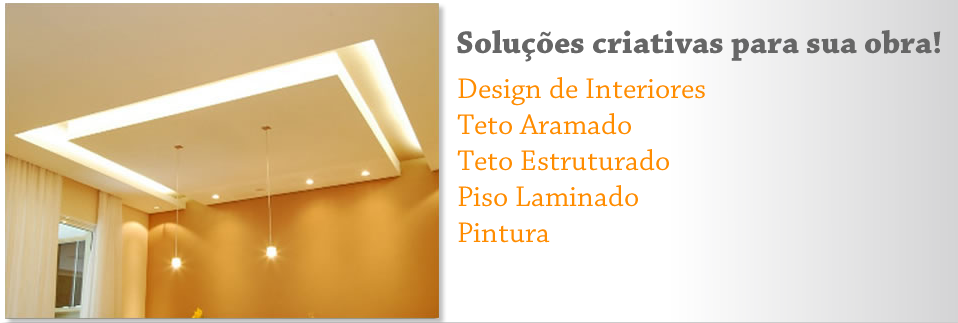 Soluções criativas para sua obra!
Design de Interiores
Teto Aramado
Teto Estruturado
Piso Laminado
Pintura